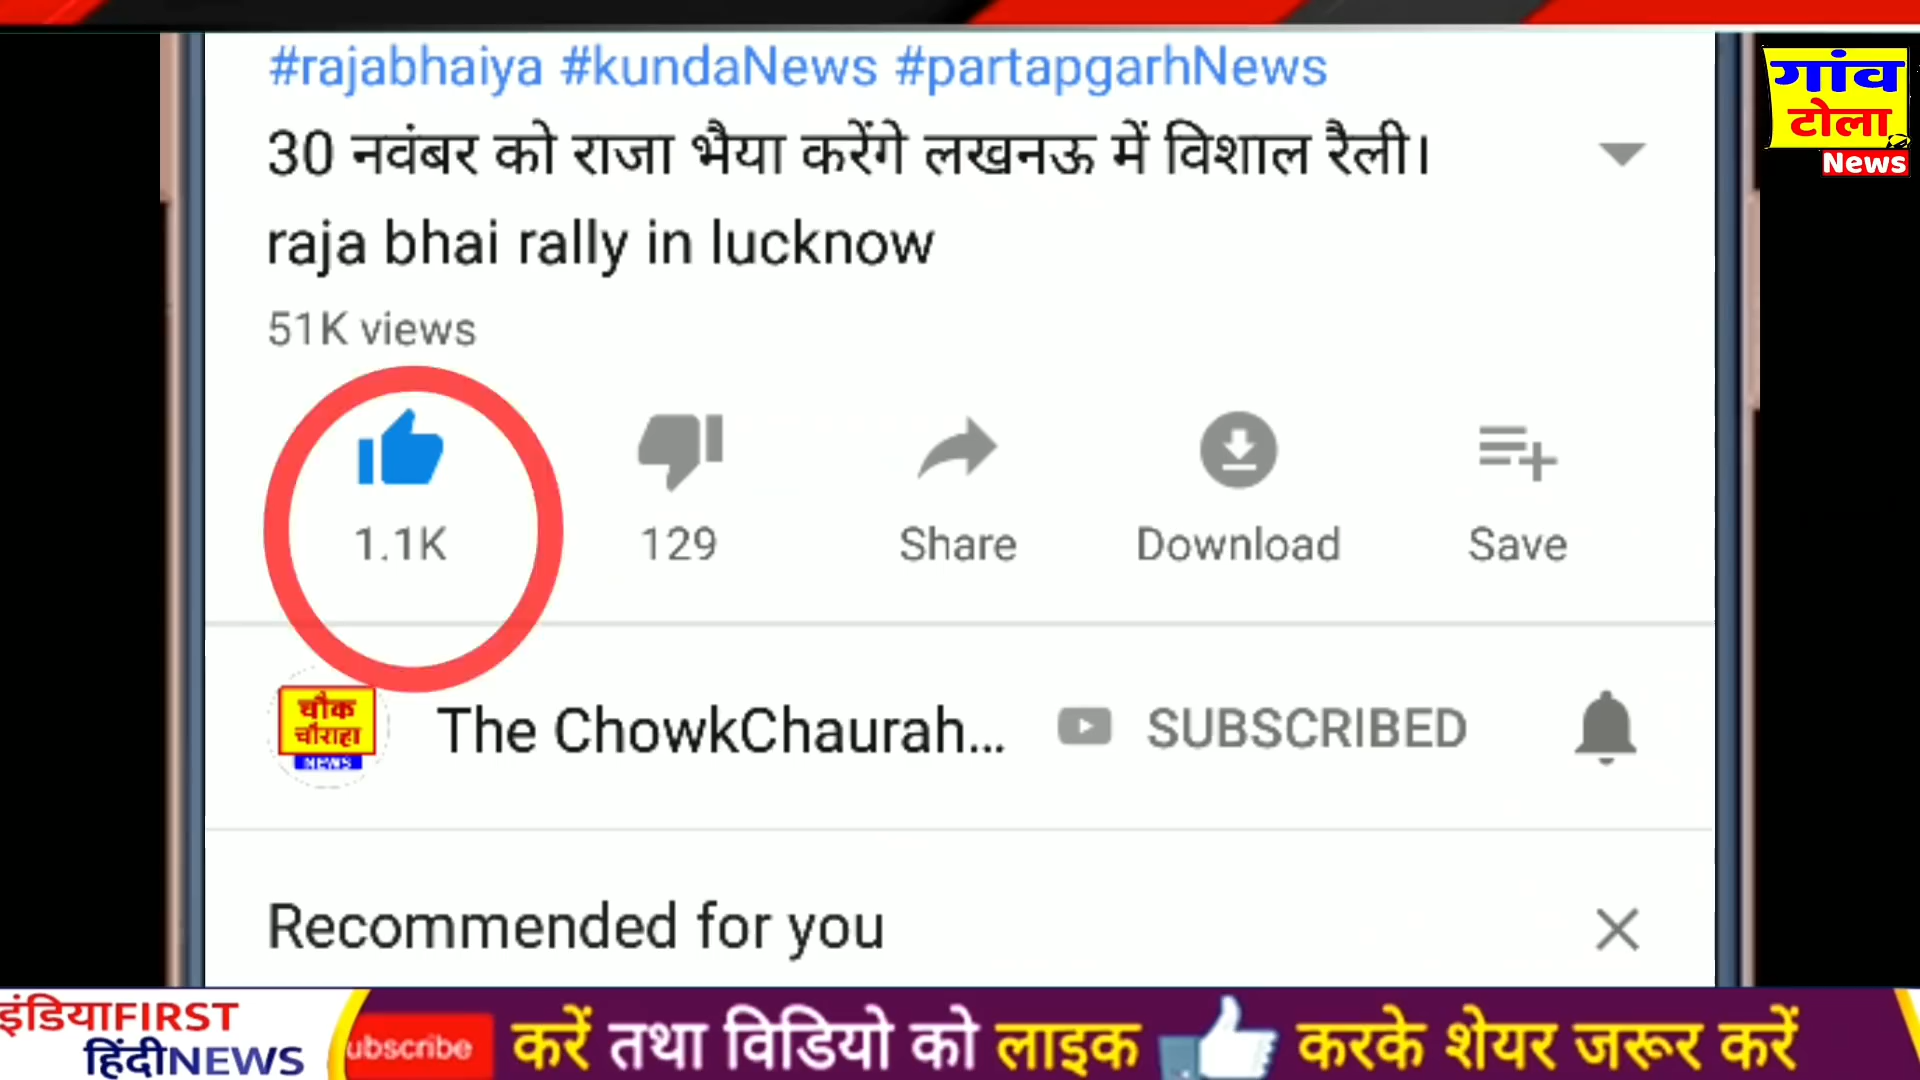 #rajabhaiya #kundaNews #partapgarhNews
गांव
टोला
News
30 नवंबर को राजा भैया करेंगे लखनऊ में विशाल रैली।
raja bhai rally in lucknow
51K views
1.1K
129
Share
Download
Save
चौक
चौराहा
NEWS
The ChowkChaurah...
SUBSCRIBED
Recommended for you
इंडियाFIRST
हिंदीNEWS
ubscribe करें तथा विडियो को लाइक करके शेयर जरूर करें